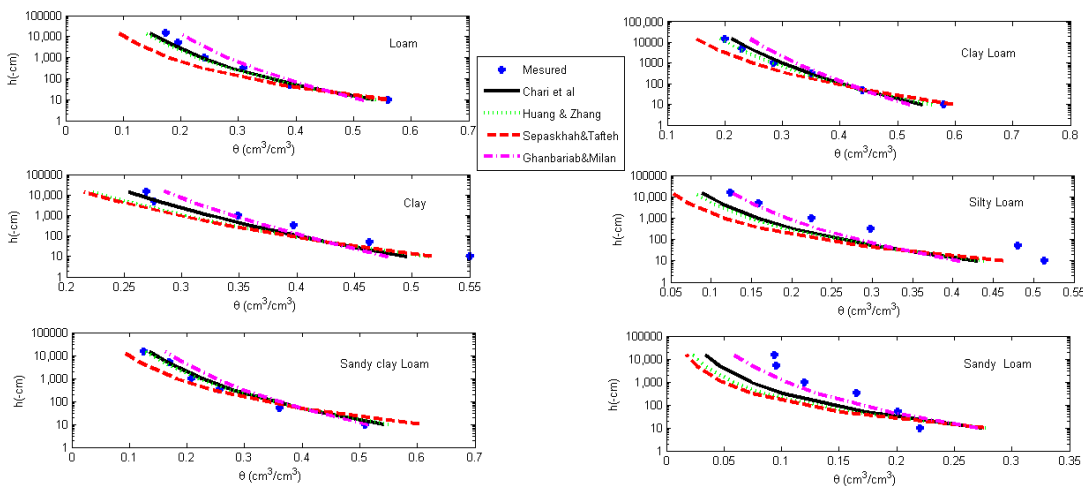 100000
10,000
1,000
100
10
1
h(-cm)
Loam
0 0.1 0.2 0.3 0.4 0.5 0.6 0.7
θ (cm³/cm³)
Mesured
Chari et al
Huang & Zhang
Sepaskhah&Tafteh
Ghanbariab&Milan
100000
10000
1,000
100
10
1
h(-cm)
Clay Loam
0.1 0.2 0.3 0.4 0.5 0.6 0.7 0.8
θ (cm³/cm³)
100000
10,000
1,000
100
10
1
h(-cm)
Clay
0.2 0.25 0.3 0.35 0.4 0.45 0.5 0.55
θ (cm³/cm³)
100000
10,000
1,000
100
10
1
h(-cm)
Silty Loam
0.05 0.1 0.15 0.2 0.25 0.3 0.35 0.4 0.45 0.5 0.55
θ (cm³/cm³)
100000
10,000
1,000
100
10
1
h(-cm)
Sandy clay Loam
0 0.1 0.2 0.3 0.4 0.5 0.6 0.7
θ (cm³/cm³)
100000
10,000
1,000
100
10
1
h(-cm)
Sandy Loam
0 0.05 0.1 0.15 0.2 0.25 0.3 0.35
θ (cm³/cm³)